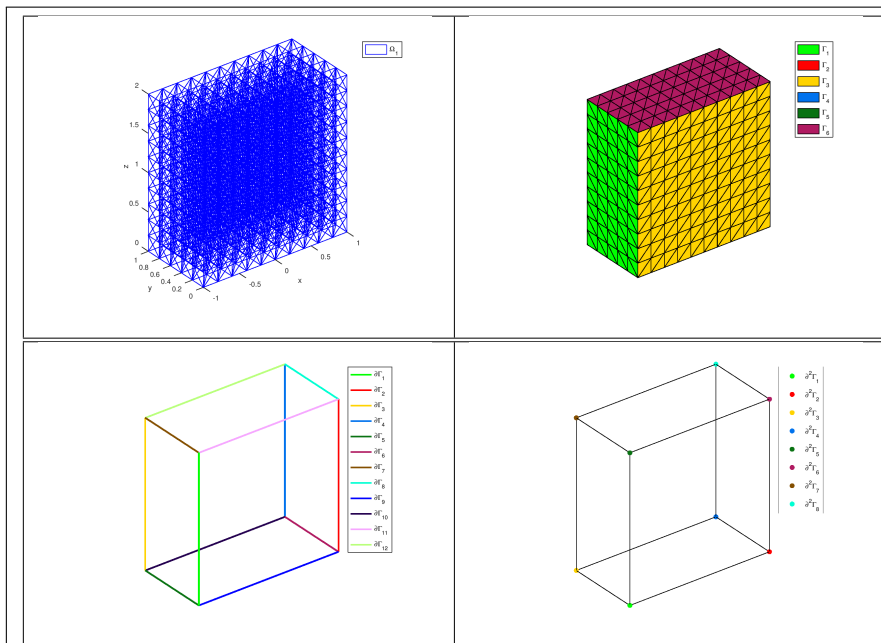 Ω₁
2
1.5
1
0.5
0
z
1
0.8
0.6
0.4
0.2
0
y
-1
-0.5
0
0.5
1
x
Γ₁
Γ₂
Γ₃
Γ₄
Γ₅
Γ₆
∂Γ₁
∂Γ₂
∂Γ₃
∂Γ₄
∂Γ₅
∂Γ₆
∂Γ₇
∂Γ₈
∂Γ₉
∂Γ₁₀
∂Γ₁₁
∂Γ₁₂
∂²Γ₁
∂²Γ₂
∂²Γ₃
∂²Γ₄
∂²Γ₅
∂²Γ₆
∂²Γ₇
∂²Γ₈